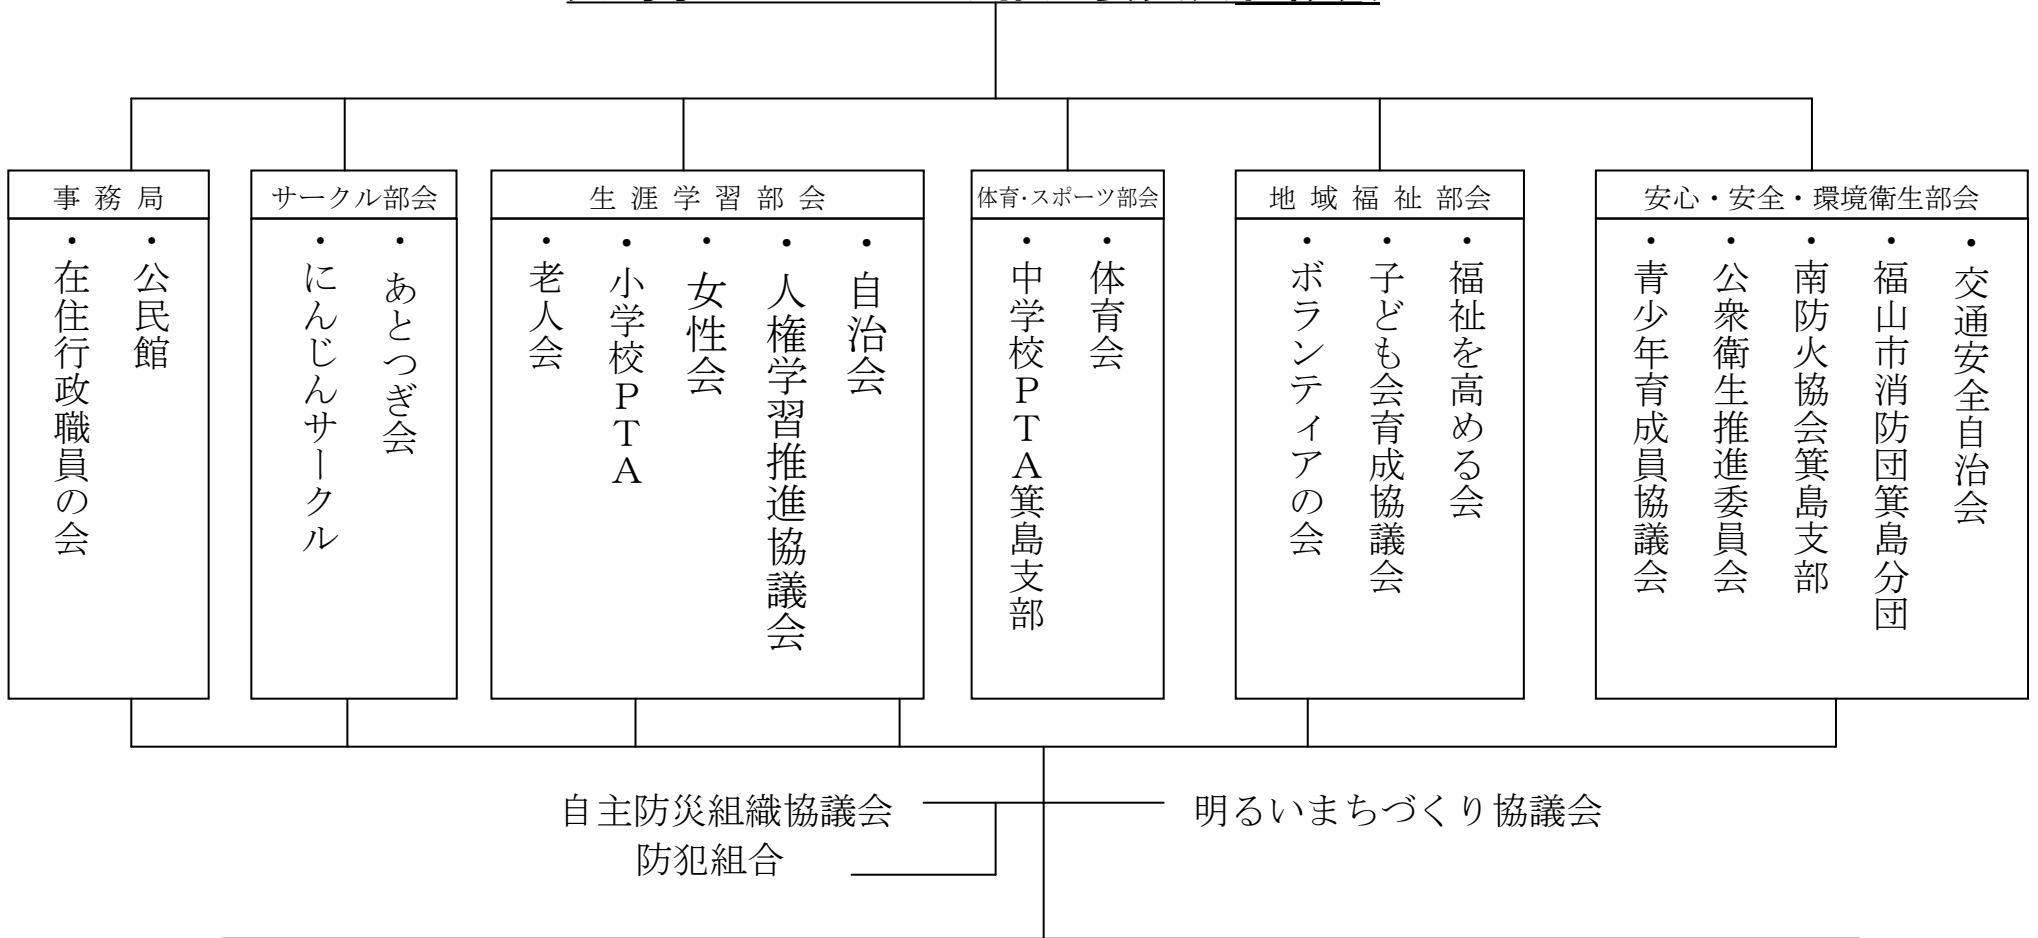 事務局
・公民館
・在住行政職員の会
サークル部会
・あとつぎ会
・にんじんサークル
生涯学習部会
・自治会
・人権学習推進協議会
・女性会
・小学校PTA
・老人会
体育・スポーツ部会
・体育会
・中学校PTA箕島支部
地域福祉部会
・福祉を高める会
・子ども会育成協議会
・ボランティアの会
安心・安全・環境衛生部会
・交通安全自治会
・福山市消防団箕島分団
・南防火協会箕島支部
・公衆衛生推進委員会
・青少年育成員協議会
自主防災組織協議会
明るいまちづくり協議会
防犯組合